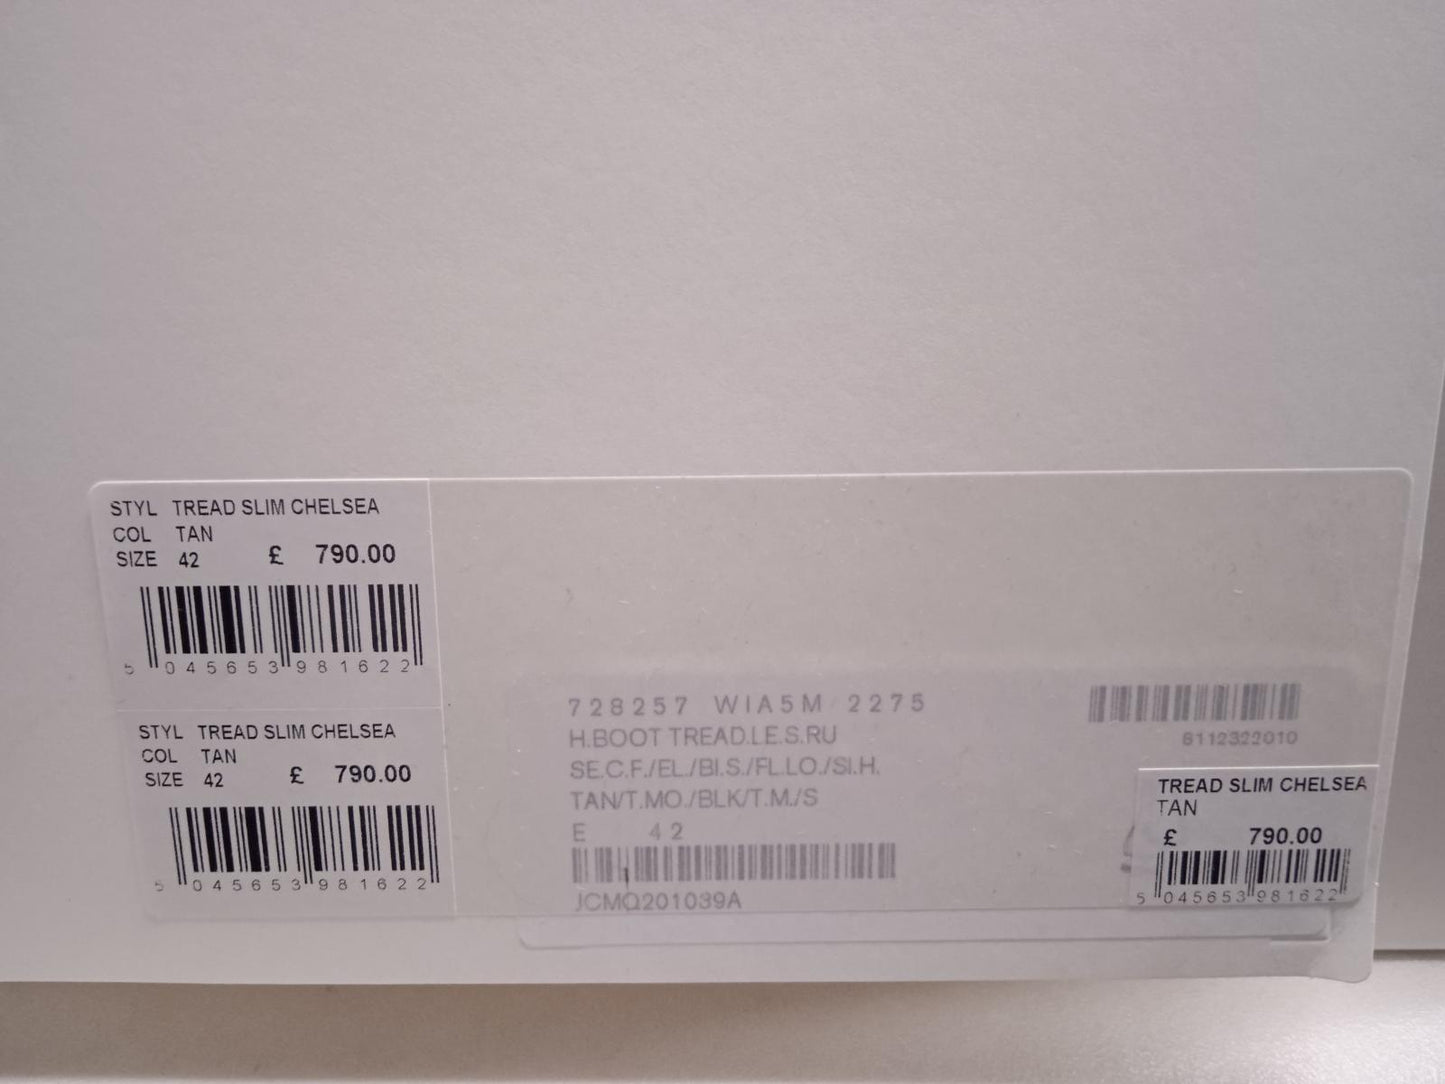 STYL TREAD SLIM CHELSEA
COL TAN
SIZE 42 £ 790.00
5 045653 981622
STYL TREAD SLIM CHELSEA
COL TAN
SIZE 42 £ 790.00
5 045653 981622
728257 WIA5M 2275
H.BOOT TREAD.LE.S.RU
SE.C.F./EL./BI.S./FL.LO./SI.H.
TAN/T.MO./BLK/T.M./S
E 42
JCMQ201039A
6112322010
TREAD SLIM CHELSEA
TAN
£ 790.00
5 045653 981622